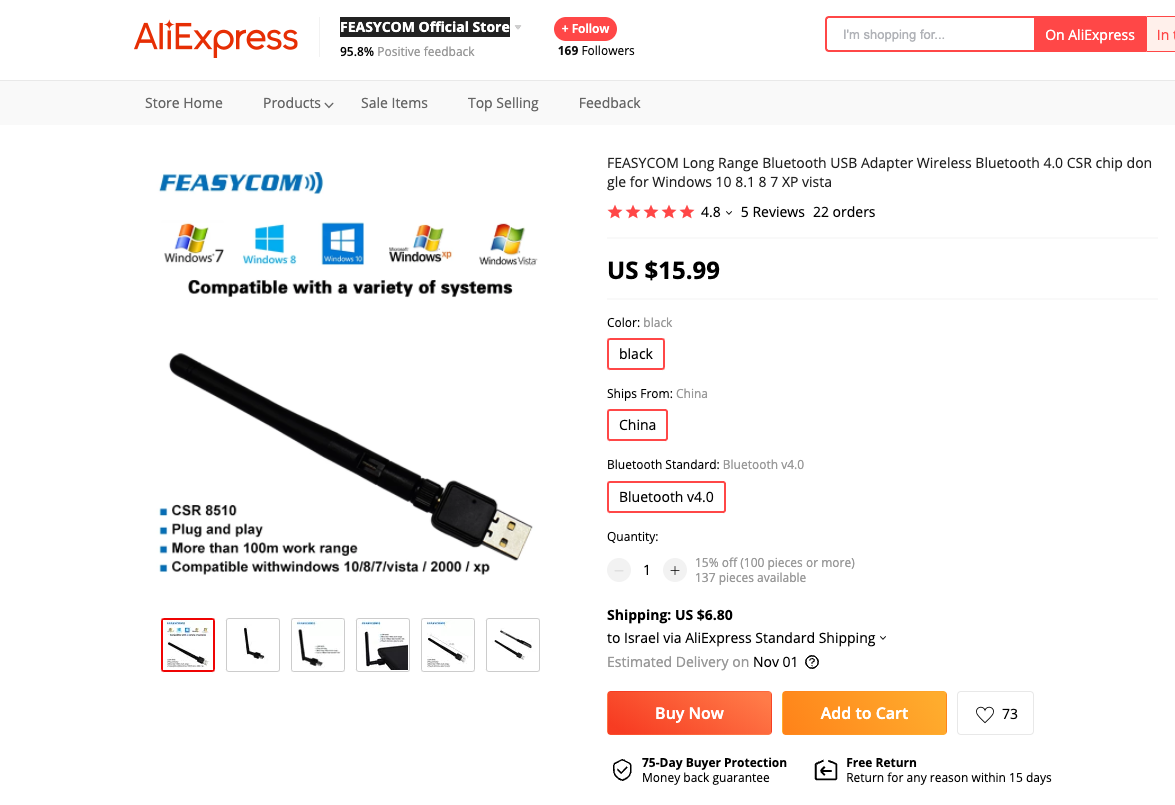 AliExpress
FEASYCOM Official Store
95.8% Positive feedback
+ Follow
169 Followers
I'm shopping for...
On AliExpress
In
Store Home
Products
Sale Items
Top Selling
Feedback
FEASYCOM
Windows 7
Windows 8
Windows 10
Microsoft
Windows xp
Windows Vista
Compatible with a variety of systems
CSR 8510
Plug and play
More than 100m work range
Compatible withwindows 10/8/7/vista / 2000 / xp
FEASYCOM Long Range Bluetooth USB Adapter Wireless Bluetooth 4.0 CSR chip don
gle for Windows 10 8.1 8 7 XP vista
4.8 5 Reviews 22 orders
US $15.99
Color: black
black
Ships From: China
China
Bluetooth Standard: Bluetooth v4.0
Bluetooth v4.0
Quantity:
1
15% off (100 pieces or more)
137 pieces available
Shipping: US $6.80
to Israel via AliExpress Standard Shipping
Estimated Delivery on Nov 01
Buy Now
Add to Cart
73
75-Day Buyer Protection
Money back guarantee
Free Return
Return for any reason within 15 days